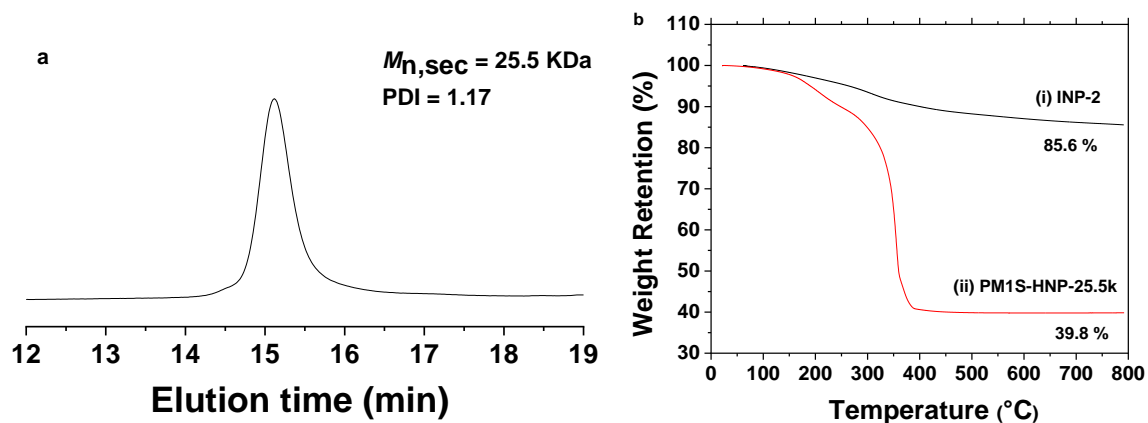 a
Mn,sec = 25.5 KDa
PDI = 1.17
12 13 14 15 16 17 18 19
Elution time (min)
b
110
100
90
80
70
60
50
40
30
Weight Retention (%)
(i) INP-2
85.6 %
(ii) PM1S-HNP-25.5k
39.8 %
0 100 200 300 400 500 600 700 800
Temperature (°C)